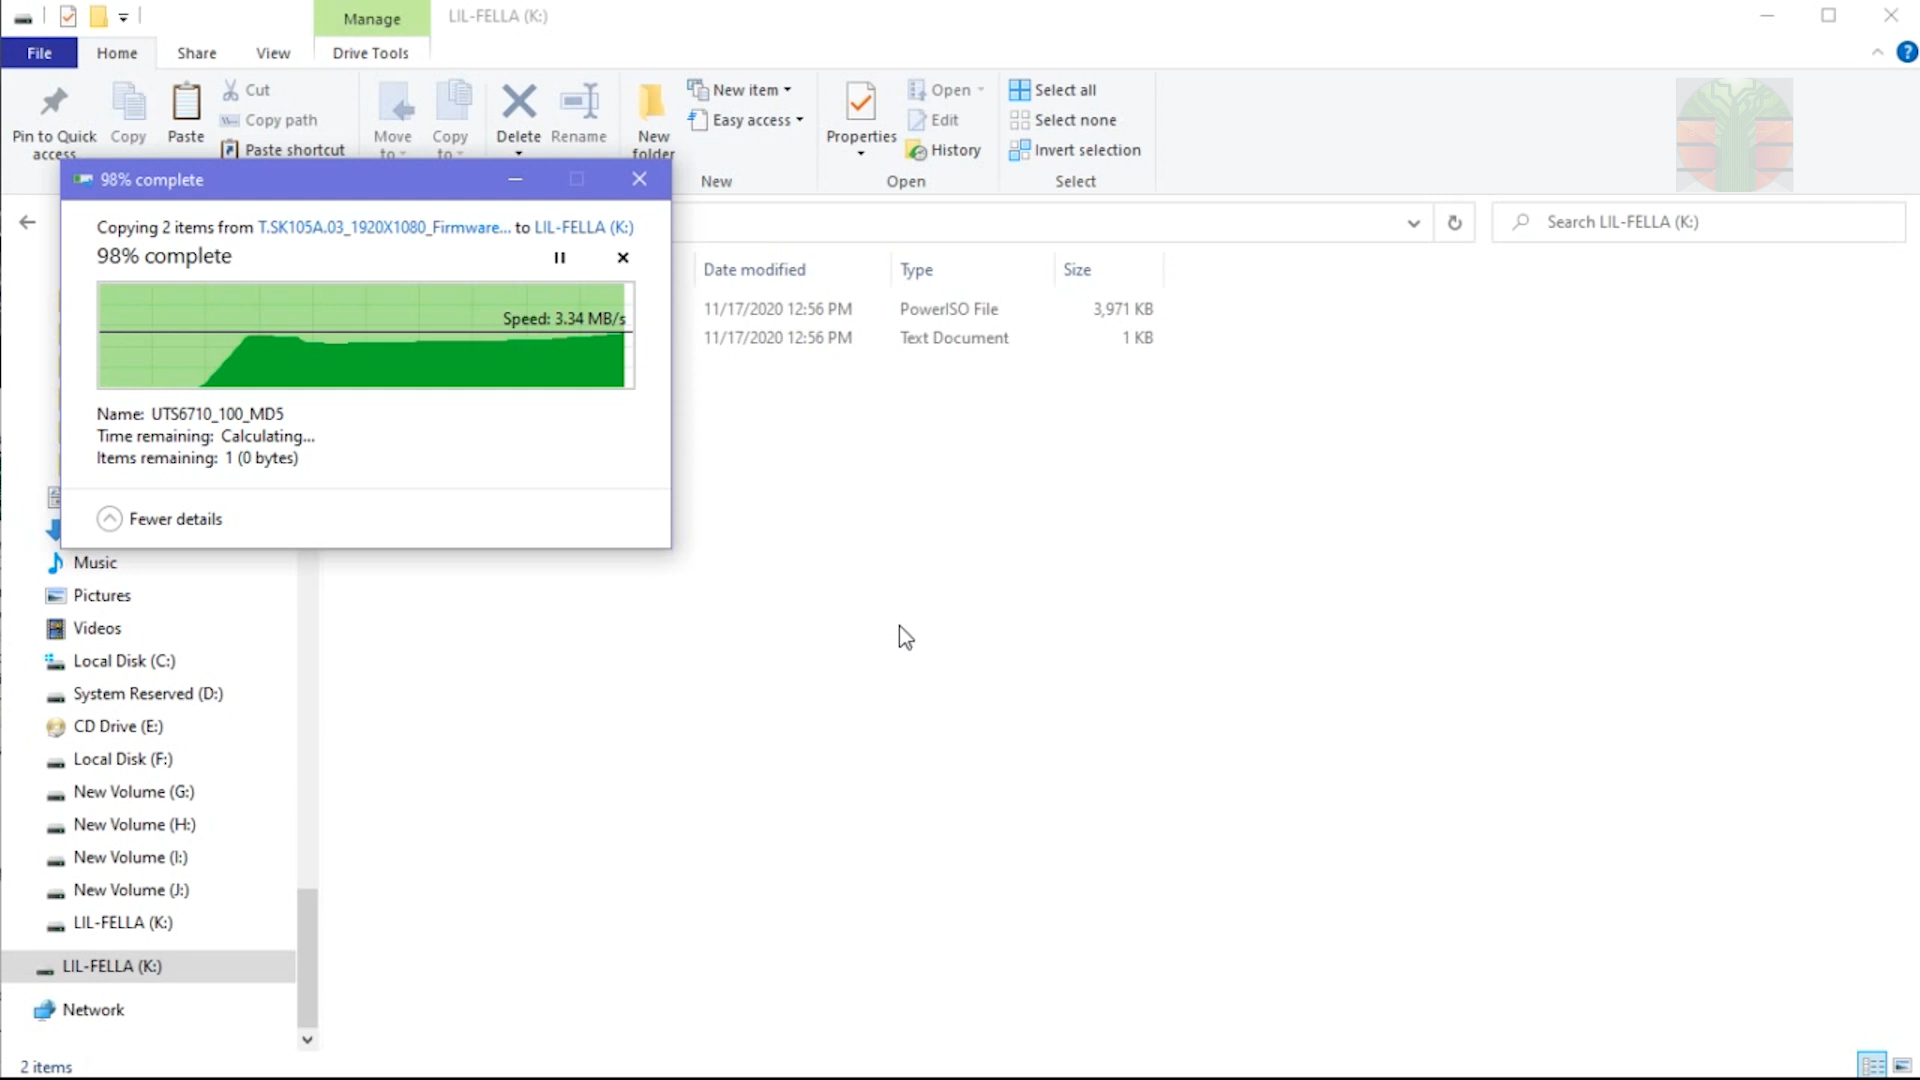 Manage
LIL-FELLA (K:)
File
Home
Share
View
Drive Tools
Pin to Quick access
Copy
Paste
Cut
Copy path
Paste shortcut
Move to
Copy to
Delete
Rename
New folder
New item
Easy access
New
Properties
Open
Edit
History
Open
Select all
Select none
Invert selection
Select
98% complete
Copying 2 items from T.SK105A.03_1920X1080_Firmware... to LIL-FELLA (K:)
98% complete
Speed: 3.34 MB/s
Name: UTS6710_100_MD5
Time remaining: Calculating...
Items remaining: 1 (0 bytes)
Fewer details
Search LIL-FELLA (K:)
Date modified Type Size
11/17/2020 12:56 PM PowerISO File 3,971 KB
11/17/2020 12:56 PM Text Document 1 KB
Music
Pictures
Videos
Local Disk (C:)
System Reserved (D:)
CD Drive (E:)
Local Disk (F:)
New Volume (G:)
New Volume (H:)
New Volume (I:)
New Volume (J:)
LIL-FELLA (K:)
LIL-FELLA (K:)
Network
2 items